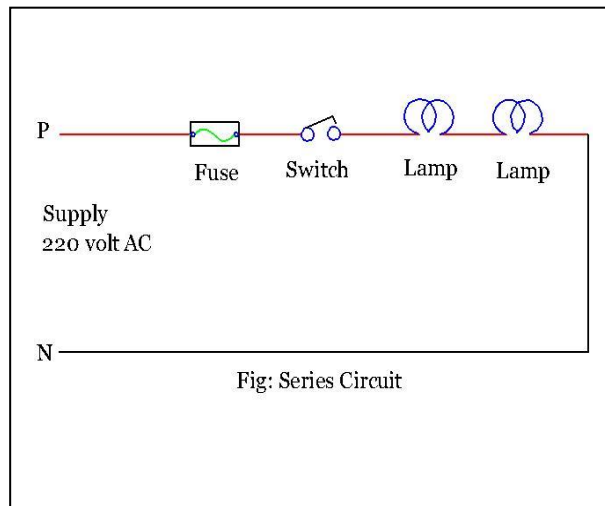 P
Fuse
Switch
Lamp
Lamp
Supply
220 volt AC
N
Fig: Series Circuit